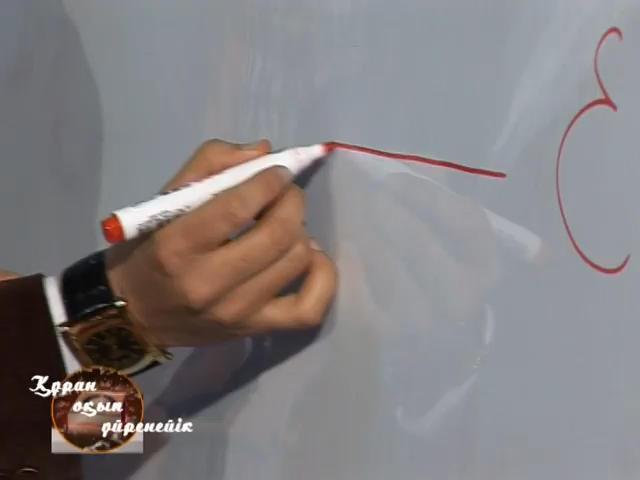 ع
Құран
оқып
үйренейік